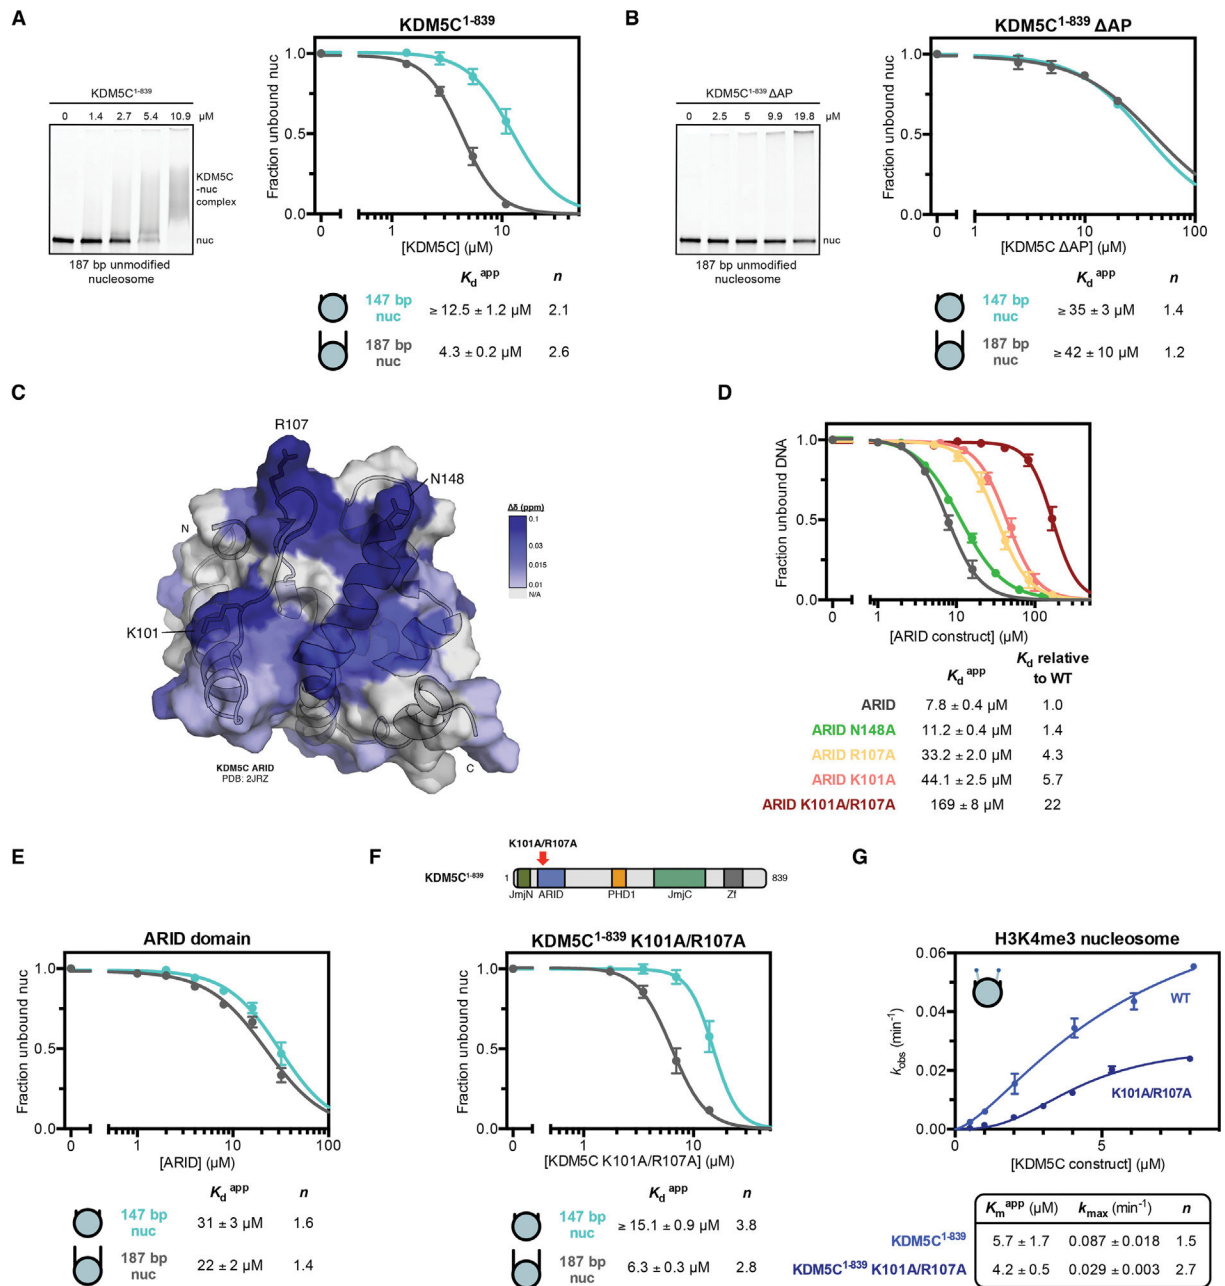 A
KDM5C1-839
KDM5C1-839
0 1.4 2.7 5.4 10.9 μM
KDM5C
-nuc
complex
nuc
187 bp unmodified
nucleosome
Fraction unbound nuc
1.0
0.5
0.0
0 1 10
[KDM5C] (μM)
Kd app n
147 bp
nuc
≥ 12.5 ± 1.2 μM 2.1
187 bp
nuc
4.3 ± 0.2 μM 2.6
B
KDM5C1-839 ΔAP
KDM5C1-839 ΔAP
0 2.5 5 9.9 19.8 μM
nuc
187 bp unmodified
nucleosome
Fraction unbound nuc
1.0
0.5
0.0
0 1 10 100
[KDM5C ΔAP] (μM)
Kd app n
147 bp
nuc
≥ 35 ± 3 μM 1.4
187 bp
nuc
≥ 42 ± 10 μM 1.2
C
R107
N148
N
K101
C
Δδ (ppm)
0.1
0.03
0.015
0.01
N/A
KDM5C ARID
PDB: 2JRZ
D
Fraction unbound DNA
1.0
0.5
0.0
0 1 10 100
[ARID construct] (μM)
Kd app Kd relative
to WT
ARID 7.8 ± 0.4 μM 1.0
ARID N148A 11.2 ± 0.4 μM 1.4
ARID R107A 33.2 ± 2.0 μM 4.3
ARID K101A 44.1 ± 2.5 μM 5.7
ARID K101A/R107A 169 ± 8 μM 22
E
ARID domain
Fraction unbound nuc
1.0
0.5
0.0
0 1 10 100
[ARID] (μM)
Kd app n
147 bp
nuc
31 ± 3 μM 1.6
187 bp
nuc
22 ± 2 μM 1.4
F
K101A/R107A
KDM5C1-839
1 839
JmjN ARID PHD1 JmjC Zf
KDM5C1-839 K101A/R107A
Fraction unbound nuc
1.0
0.5
0.0
0 1 10
[KDM5C K101A/R107A] (μM)
Kd app n
147 bp
nuc
≥ 15.1 ± 0.9 μM 3.8
187 bp
nuc
6.3 ± 0.3 μM 2.8
G
H3K4me3 nucleosome
kobs (min-1)
0.06
0.04
0.02
0.00
0 5
WT
K101A/R107A
[KDM5C construct] (μM)
Kmapp (μM) kmax (min-1) n
KDM5C1-839 5.7 ± 1.7 0.087 ± 0.018 1.5
KDM5C1-839 K101A/R107A 4.2 ± 0.5 0.029 ± 0.003 2.7